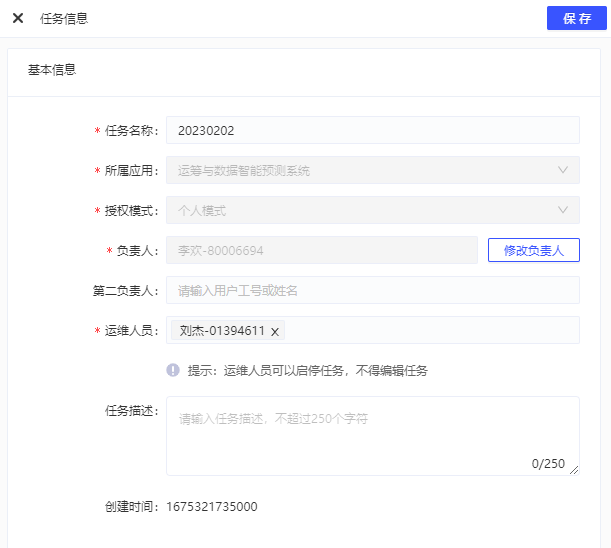 任务信息
保 存
基本信息
* 任务名称： 20230202
* 所属应用： 运筹与数据智能预测系统
* 授权模式： 个人模式
* 负责人： 李欢-80006694 修改负责人
第二负责人： 请输入用户工号或姓名
* 运维人员： 刘杰-01394611 x
提示：运维人员可以启停任务，不得编辑任务
任务描述： 请输入任务描述，不超过250个字符
0/250
创建时间： 1675321735000